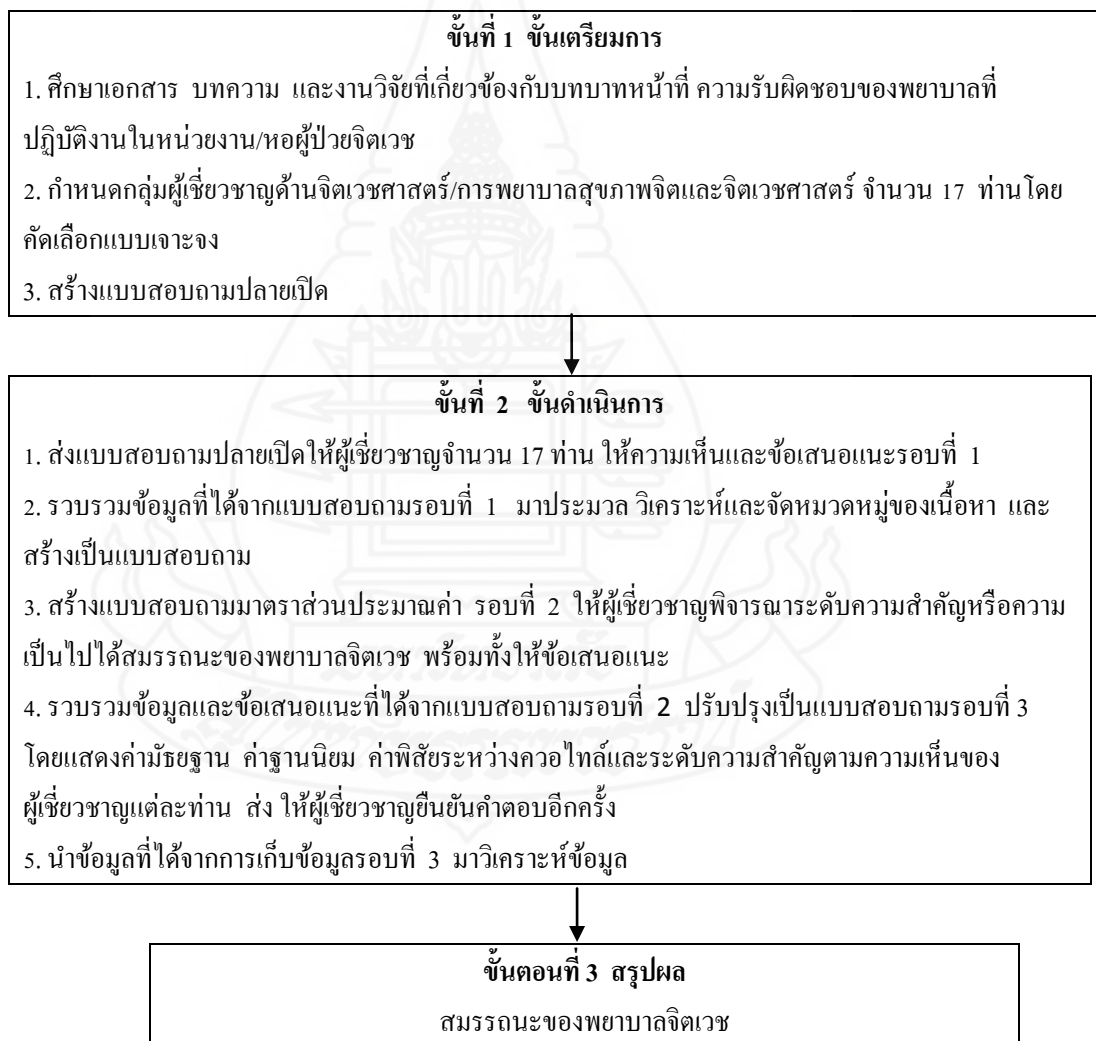 ขั้นที่ 1 ขั้นเตรียมการ
1. ศึกษาเอกสาร บทความ และงานวิจัยที่เกี่ยวข้องกับบทบาทหน้าที่ ความรับผิดชอบของพยาบาลที่
ปฏิบัติงานในหน่วยงาน/หอผู้ป่วยจิตเวช
2. กำหนดกลุ่มผู้เชี่ยวชาญด้านจิตเวชศาสตร์/การพยาบาลสุขภาพจิตและจิตเวชศาสตร์ จำนวน 17 ท่านโดย
คัดเลือกแบบเจาะจง
3. สร้างแบบสอบถามปลายเปิด
ขั้นที่ 2 ขั้นดำเนินการ
1. ส่งแบบสอบถามปลายเปิดให้ผู้เชี่ยวชาญจำนวน 17 ท่าน ให้ความเห็นและข้อเสนอแนะรอบที่ 1
2. รวบรวมข้อมูลที่ได้จากแบบสอบถามรอบที่ 1 มาประมวล วิเคราะห์และจัดหมวดหมู่ของเนื้อหา และ
สร้างเป็นแบบสอบถาม
3. สร้างแบบสอบถามมาตราส่วนประมาณค่า รอบที่ 2 ให้ผู้เชี่ยวชาญพิจารณาระดับความสำคัญหรือความ
เป็นไปได้สมรรถนะของพยาบาลจิตเวช พร้อมทั้งให้ข้อเสนอแนะ
4. รวบรวมข้อมูลและข้อเสนอแนะที่ได้จากแบบสอบถามรอบที่ 2 ปรับปรุงเป็นแบบสอบถามรอบที่ 3
โดยแสดงค่ามัธยฐาน ค่าฐานนิยม ค่าพิสัยระหว่างควอไทล์และระดับความสำคัญตามความเห็นของ
ผู้เชี่ยวชาญแต่ละท่าน ส่ง ให้ผู้เชี่ยวชาญยืนยันคำตอบอีกครั้ง
5. นำข้อมูลที่ได้จากการเก็บข้อมูลรอบที่ 3 มาวิเคราะห์ข้อมูล
ขั้นตอนที่ 3 สรุปผล
สมรรถนะของพยาบาลจิตเวช